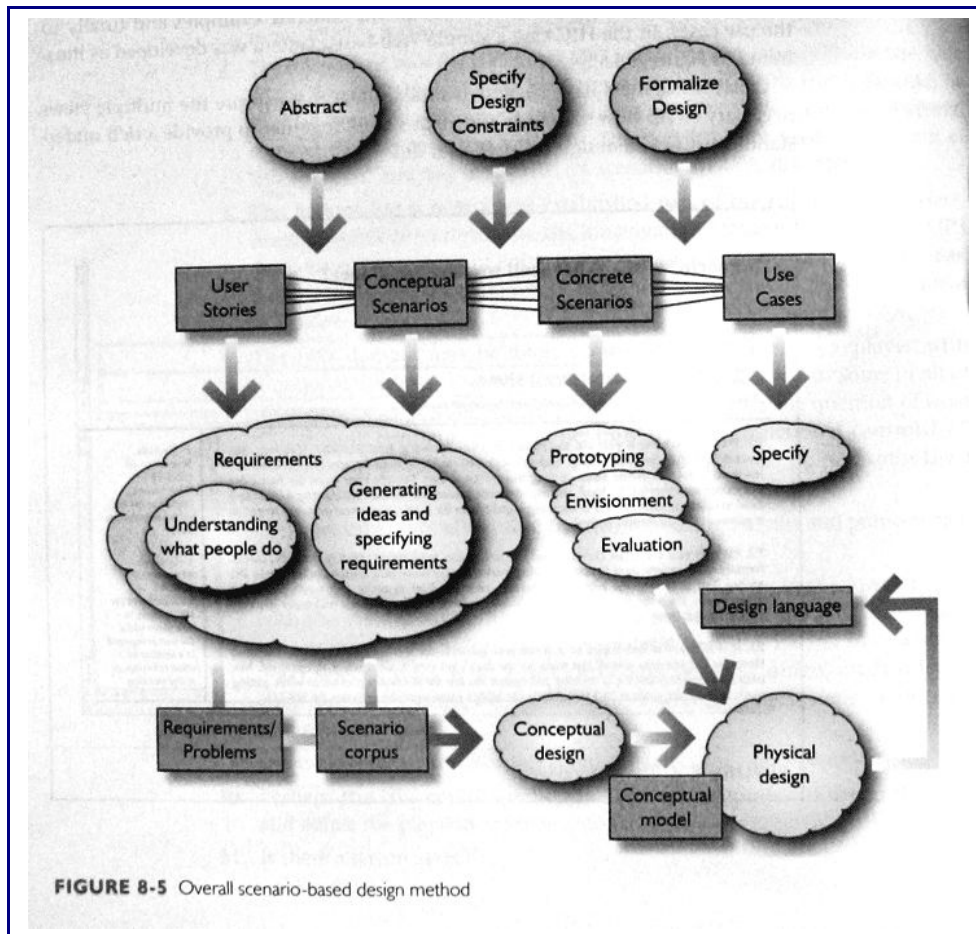 Abstract
Specify
Design
Constraints
Formalize
Design
User
Stories
Conceptual
Scenarios
Concrete
Scenarios
Use
Cases
Requirements
Understanding
what people do
Generating
ideas and
specifying
requirements
Prototyping
Envisionment
Evaluation
Specify
Design language
Requirements/
Problems
Scenario
corpus
Conceptual
design
Conceptual
model
Physical
design
FIGURE 8-5 Overall scenario-based design method